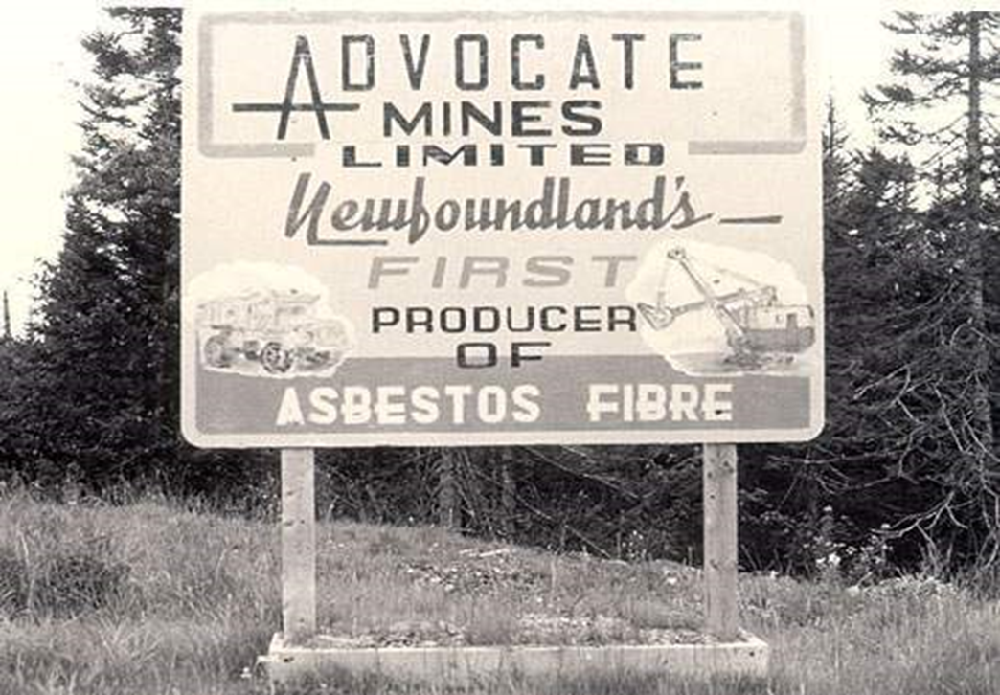 ADVOCATE
MINES
LIMITED
Newfoundland's
FIRST
PRODUCER
OF
ASBESTOS FIBRE